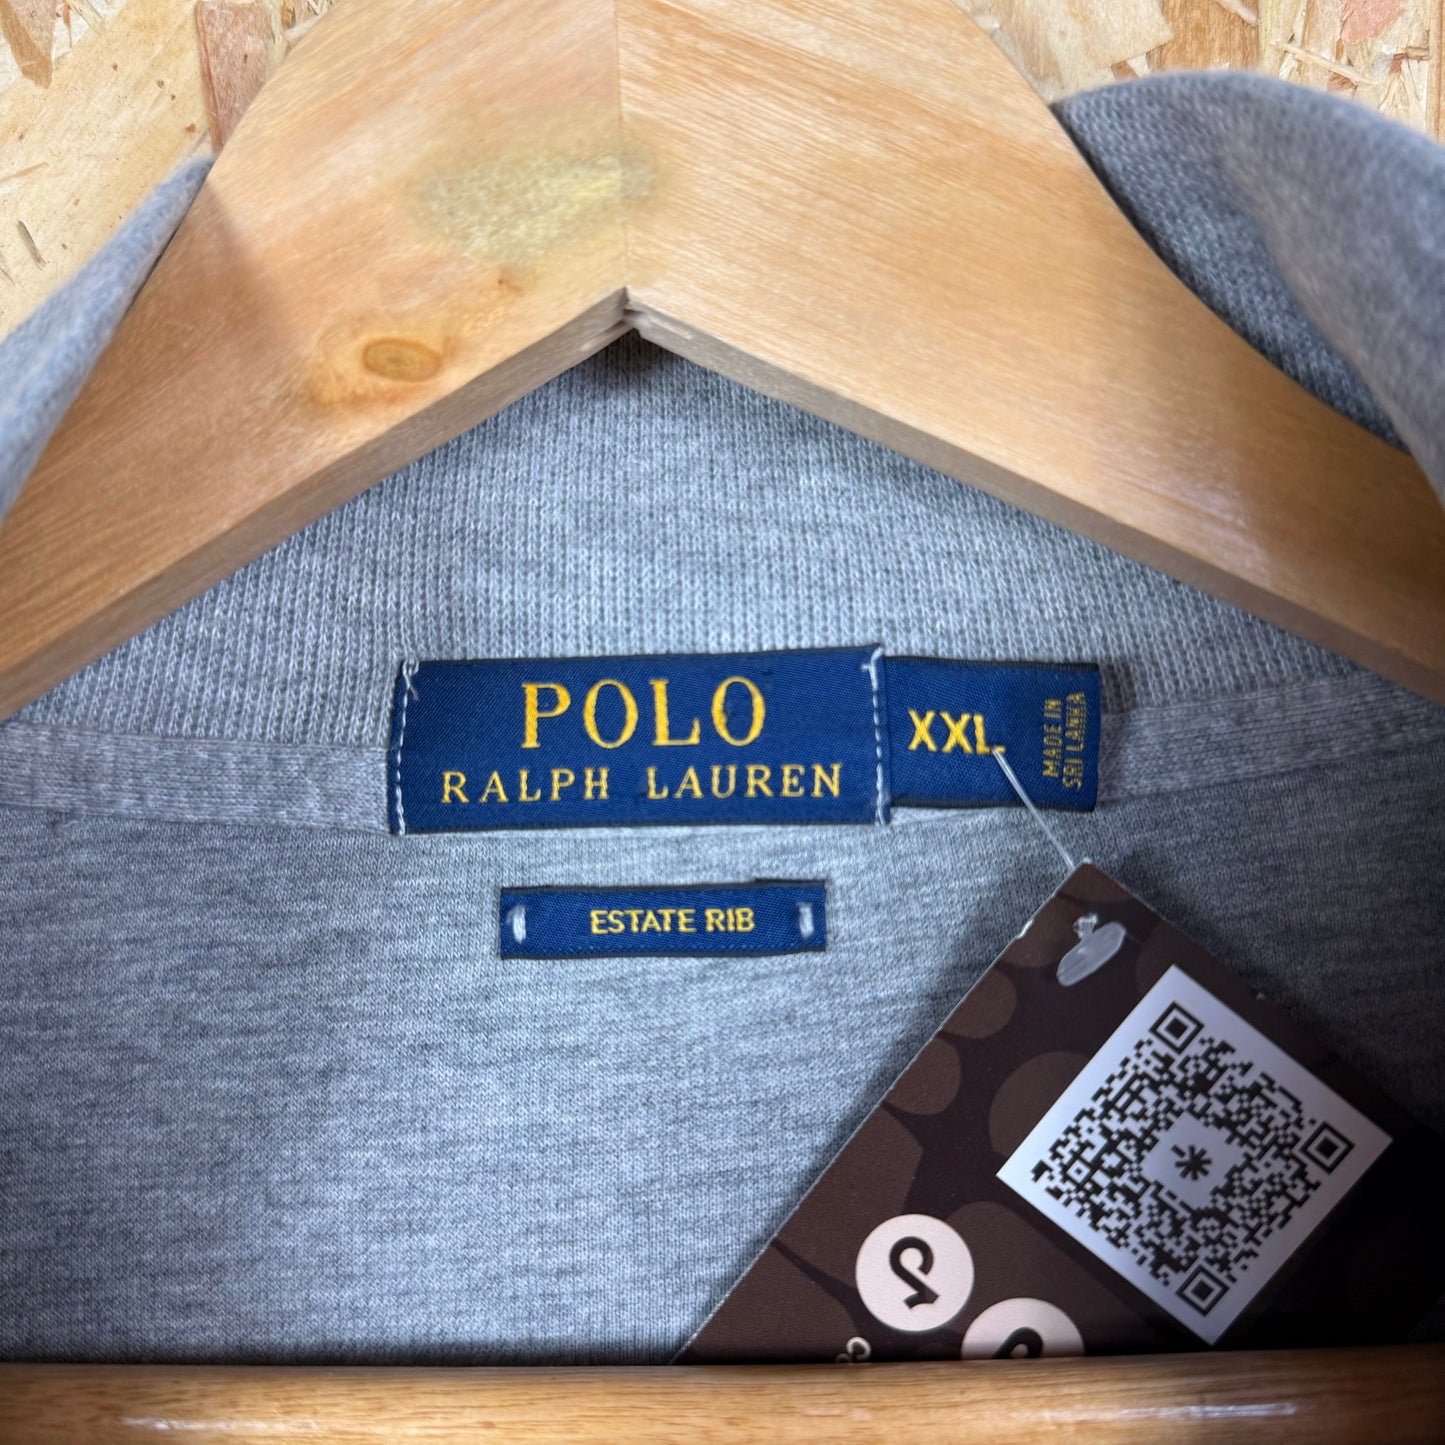 POLO
RALPH LAUREN
XXL
MADE IN
SRI LANKA
ESTATE RIB